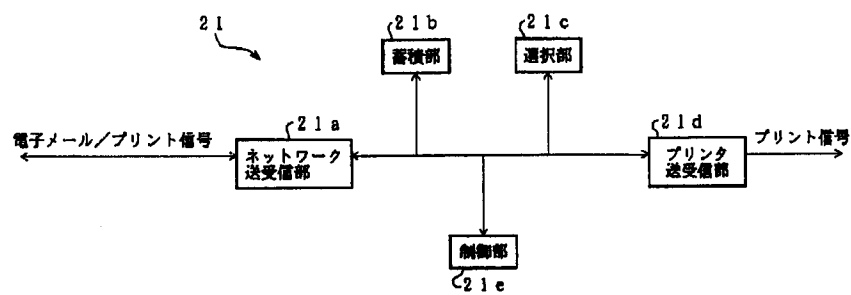 21
21b
蓄積部
21c
選択部
電子メール／プリント信号
21a
ネットワーク
送受信部
21d
プリンタ
送受信部
プリント信号
制御部
21e